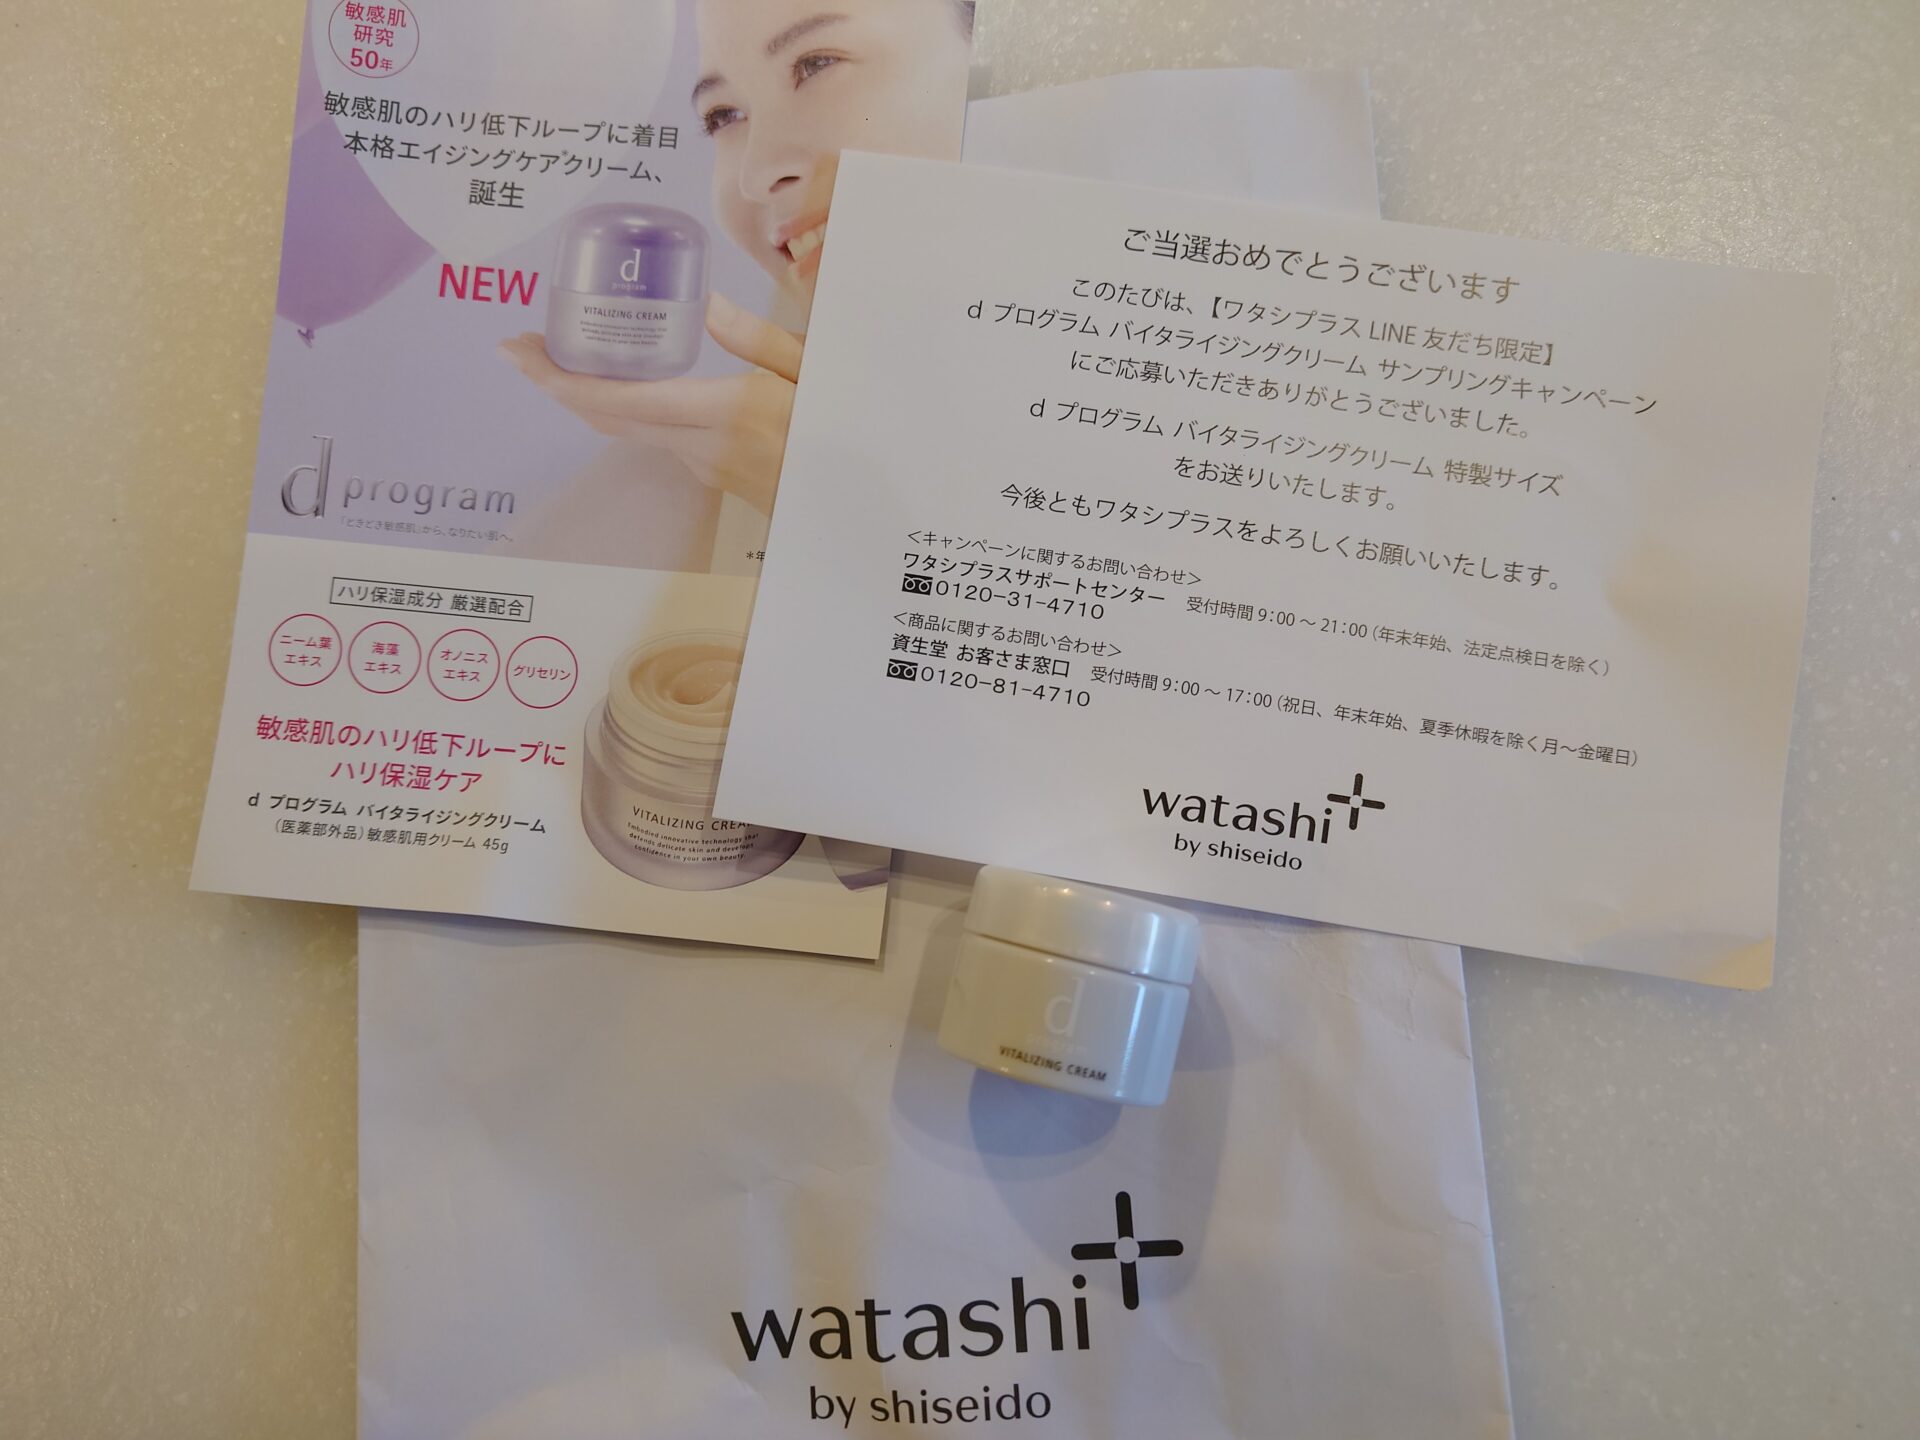 敏感肌
研究
50年
敏感肌のハリ低下ループに着目
本格エイジングケア*クリーム、
誕生
NEW
d
program
VITALIZING CREAM
d program
「ときどき敏感肌」から、なりたい肌へ。
*年
ハリ保湿成分 厳選配合
ニーム葉
エキス
海藻
エキス
オノニス
エキス
グリセリン
敏感肌のハリ低下ループに
ハリ保湿ケア
d プログラム バイタライジングクリーム
（医薬部外品）敏感肌用クリーム 45g
VITALIZING CREAM
Embodied innovative technology that
defends delicate skin and develops
confidence in your own beauty.
ご当選おめでとうございます
このたびは、【ワタシプラス LINE 友だち限定】
d プログラム バイタライジングクリーム サンプリングキャンペーン
にご応募いただきありがとうございました。
d プログラム バイタライジングクリーム 特製サイズ
をお送りいたします。
今後ともワタシプラスをよろしくお願いいたします。
＜キャンペーンに関するお問い合わせ＞
ワタシプラスサポートセンター 受付時間 9：00 ～ 21：00（年末年始、法定点検日を除く）
0120-31-4710
＜商品に関するお問い合わせ＞
資生堂 お客さま窓口 受付時間 9：00 ～ 17：00（祝日、年末年始、夏季休暇を除く月～金曜日）
0120-81-4710
watashi+
by shiseido
d
program
VITALIZING CREAM
watashi+
by shiseido